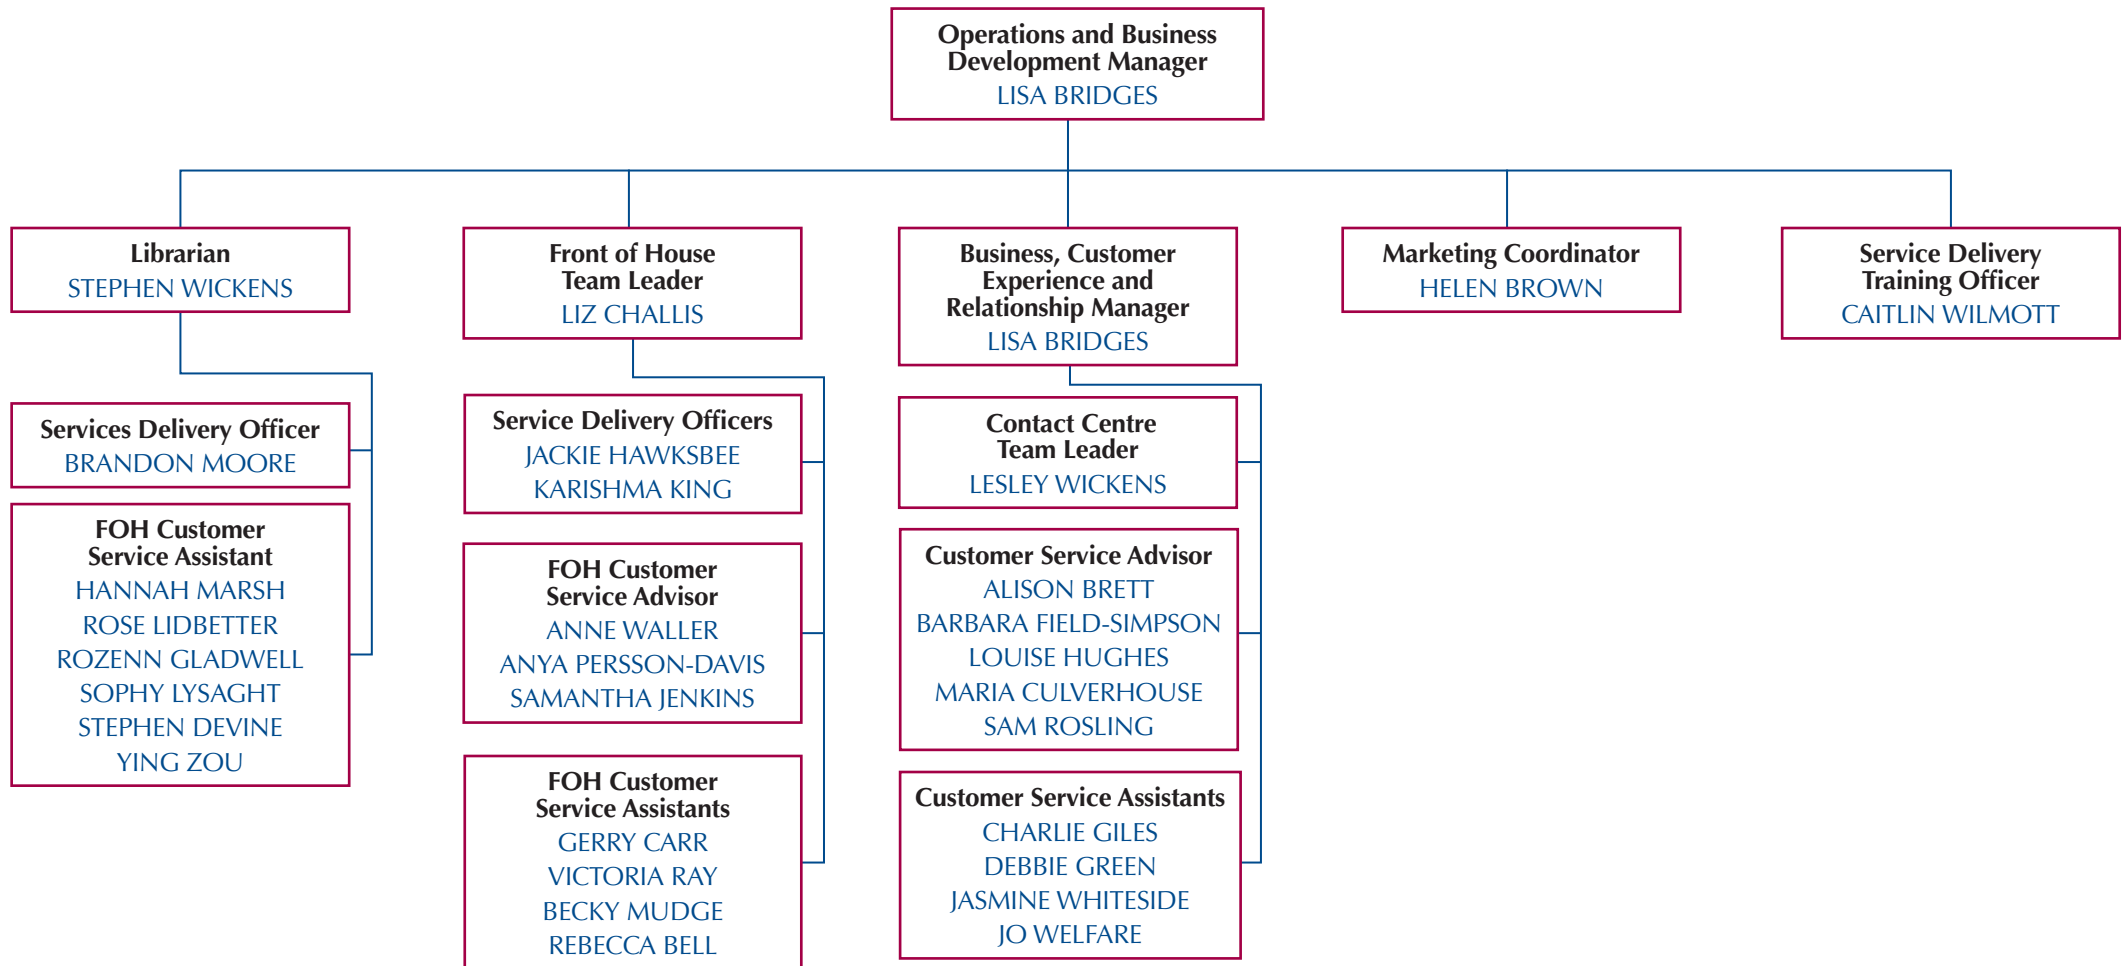 Operations and Business
Development Manager
LISA BRIDGES
Librarian
STEPHEN WICKENS
Front of House
Team Leader
LIZ CHALLIS
Business, Customer
Experience and
Relationship Manager
LISA BRIDGES
Marketing Coordinator
HELEN BROWN
Service Delivery
Training Officer
CAITLIN WILMOTT
Services Delivery Officer
BRANDON MOORE
FOH Customer
Service Assistant
HANNAH MARSH
ROSE LIDBETTER
ROZENN GLADWELL
SOPHY LYSAGHT
STEPHEN DEVINE
YING ZOU
Service Delivery Officers
JACKIE HAWKSBEE
KARISHMA KING
FOH Customer
Service Advisor
ANNE WALLER
ANYA PERSSON-DAVIS
SAMANTHA JENKINS
FOH Customer
Service Assistants
GERRY CARR
VICTORIA RAY
BECKY MUDGE
REBECCA BELL
Contact Centre
Team Leader
LESLEY WICKENS
Customer Service Advisor
ALISON BRETT
BARBARA FIELD-SIMPSON
LOUISE HUGHES
MARIA CULVERHOUSE
SAM ROSLING
Customer Service Assistants
CHARLIE GILES
DEBBIE GREEN
JASMINE WHITESIDE
JO WELFARE